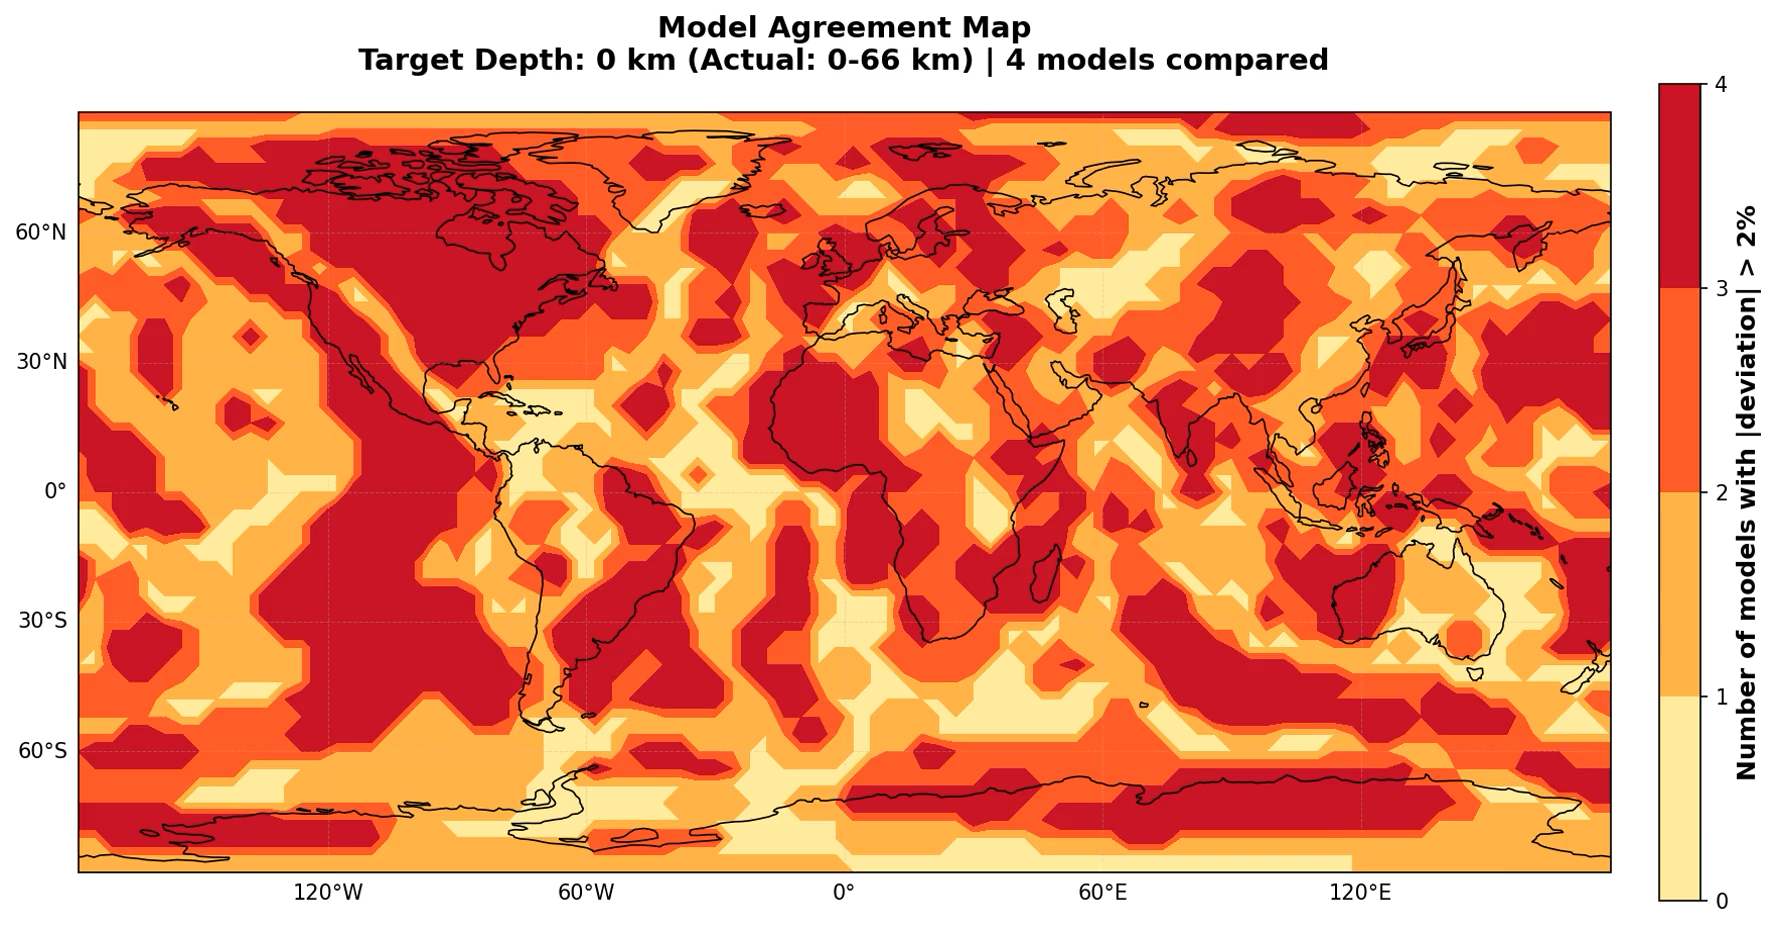 Model Agreement Map
Target Depth: 0 km (Actual: 0-66 km) | 4 models compared
60°N
30°N
0°
30°S
60°S
120°W
60°W
0°
60°E
120°E
4
3
2
1
0
Number of models with |deviation| > 2%